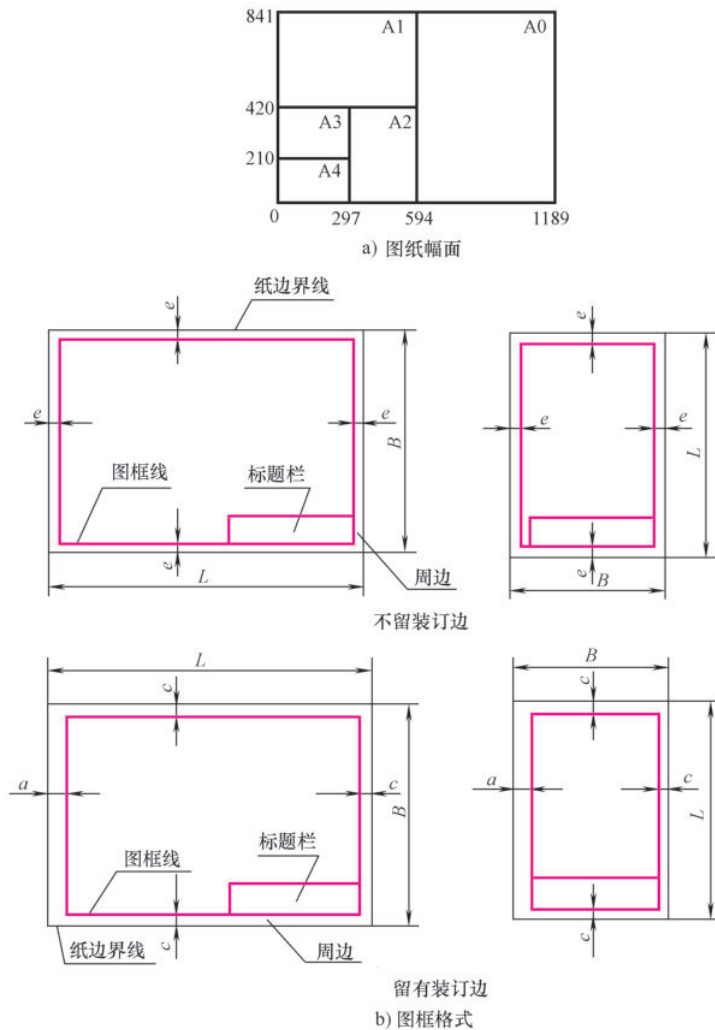 841
A1
A0
420
A3
A2
210
A4
0
297
594
1189
a) 图纸幅面
纸边界线
e
e
e
e
e
e
B
L
图框线
标题栏
e
e
周边
L
B
不留装订边
L
B
c
c
a
c
a
c
B
L
标题栏
图框线
c
c
纸边界线
周边
留有装订边
b) 图框格式